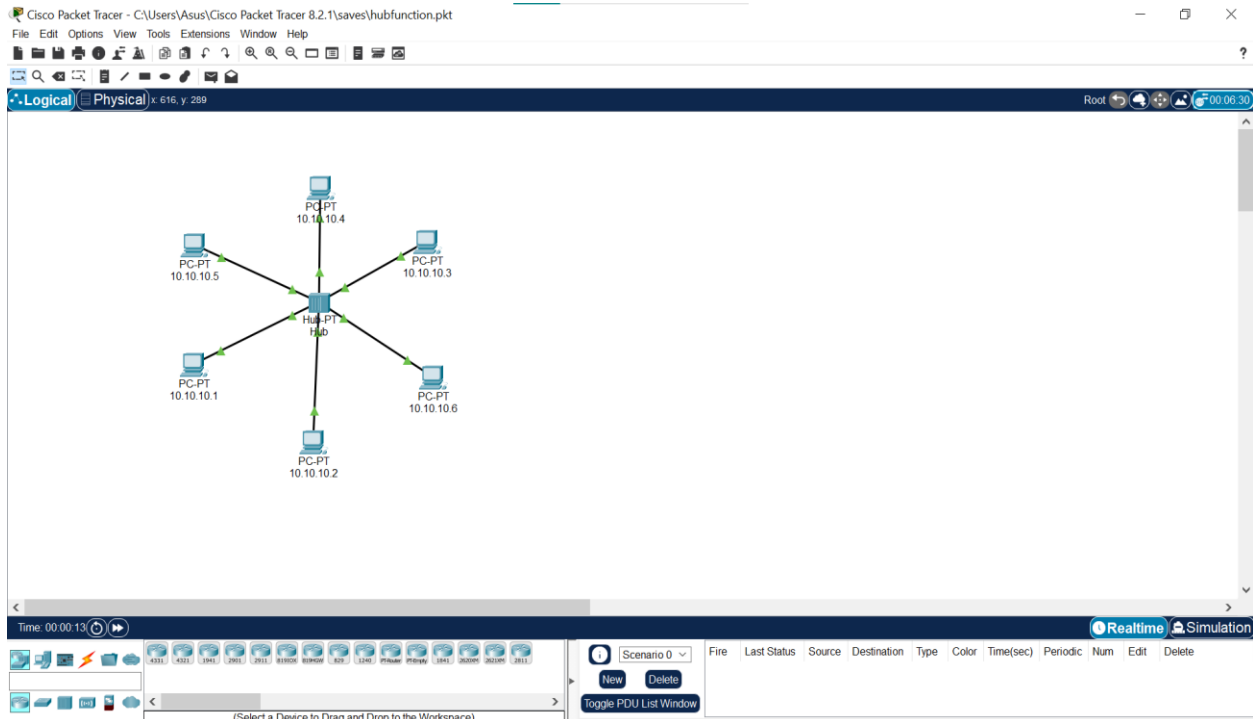 Cisco Packet Tracer - C:\Users\Asus\Cisco Packet Tracer 8.2.1\saves\hubfunction.pkt
File Edit Options View Tools Extensions Window Help
?
Logical Physical x: 616, y: 289 Root 00:06:30
PC-PT
10.10.10.4
PC-PT
10.10.10.5
PC-PT
10.10.10.3
Hub-PT
Hub
PC-PT
10.10.10.1
PC-PT
10.10.10.6
PC-PT
10.10.10.2
Time: 00:00:13 Realtime Simulation
4331 4321 1941 2901 2911 819IOX 819HGW 829 1240 PT-Router PT-Empty 1841 2620XM 2621XM 2811
Scenario 0 Fire Last Status Source Destination Type Color Time(sec) Periodic Num Edit Delete
New Delete
Toggle PDU List Window
(Select a Device to Drag and Drop to the Workspace)